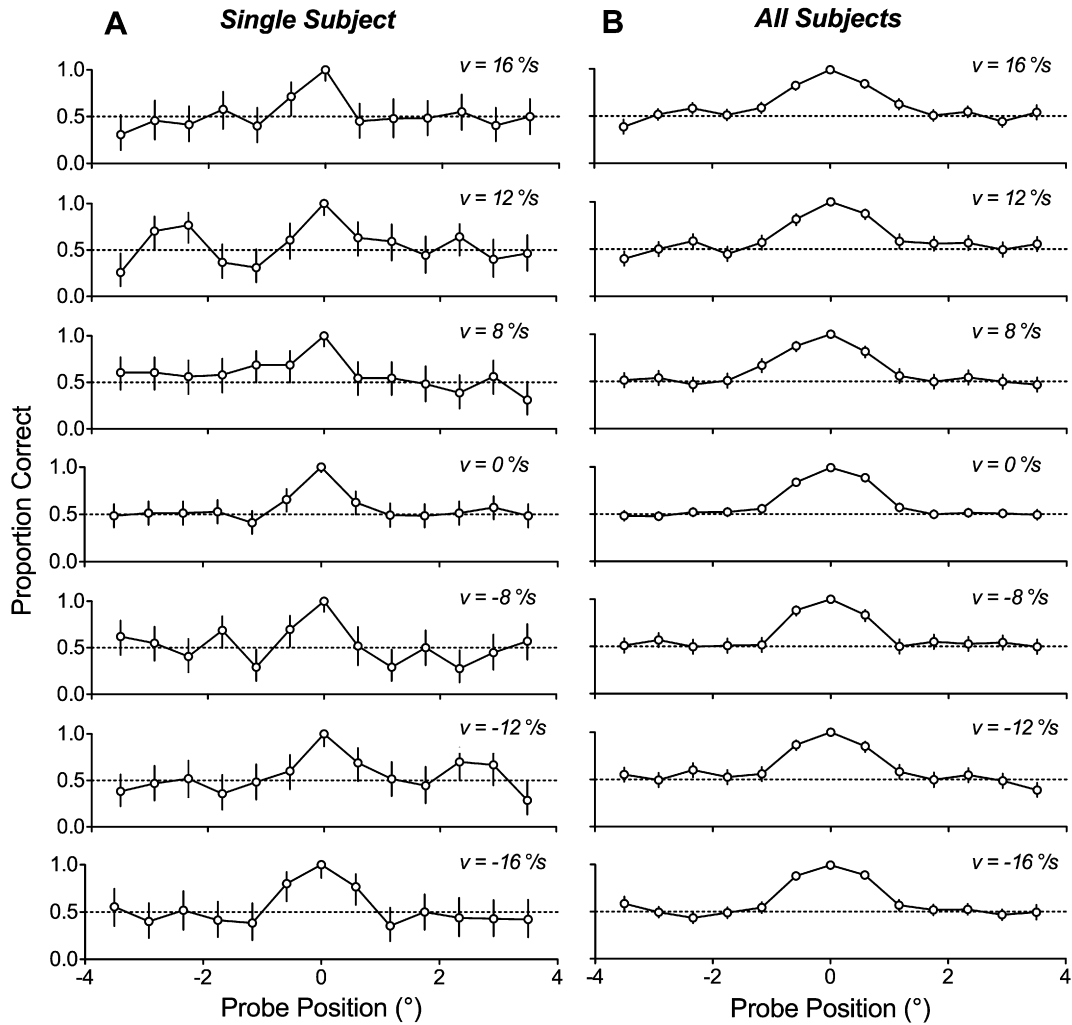 A Single Subject
B All Subjects
Proportion Correct
v = 16 °/s
1.0
0.5
0.0
v = 12 °/s
1.0
0.5
0.0
v = 8 °/s
1.0
0.5
0.0
v = 0 °/s
1.0
0.5
0.0
v = -8 °/s
1.0
0.5
0.0
v = -12 °/s
1.0
0.5
0.0
v = -16 °/s
1.0
0.5
0.0
-4 -2 0 2 4
Probe Position (°)
v = 16 °/s
v = 12 °/s
v = 8 °/s
v = 0 °/s
v = -8 °/s
v = -12 °/s
v = -16 °/s
-4 -2 0 2 4
Probe Position (°)